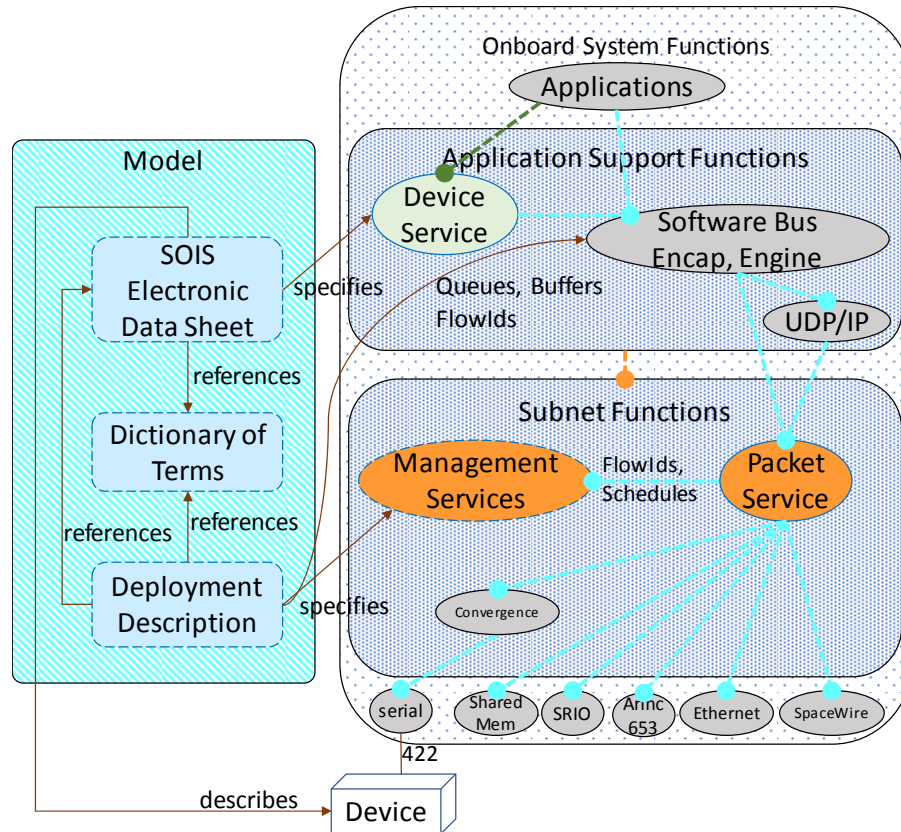 Onboard System Functions
Applications
Model
Application Support Functions
Device
Service
Software Bus
Encap, Engine
SOIS
Electronic
Data Sheet
specifies
Queues, Buffers
FlowIds
UDP/IP
references
Subnet Functions
Dictionary of
Terms
Management
Services
FlowIds,
Schedules
Packet
Service
references
references
Deployment
Description
specifies
Convergence
serial
Shared
Mem
SRIO
Arinc
653
Ethernet
SpaceWire
422
describes
Device